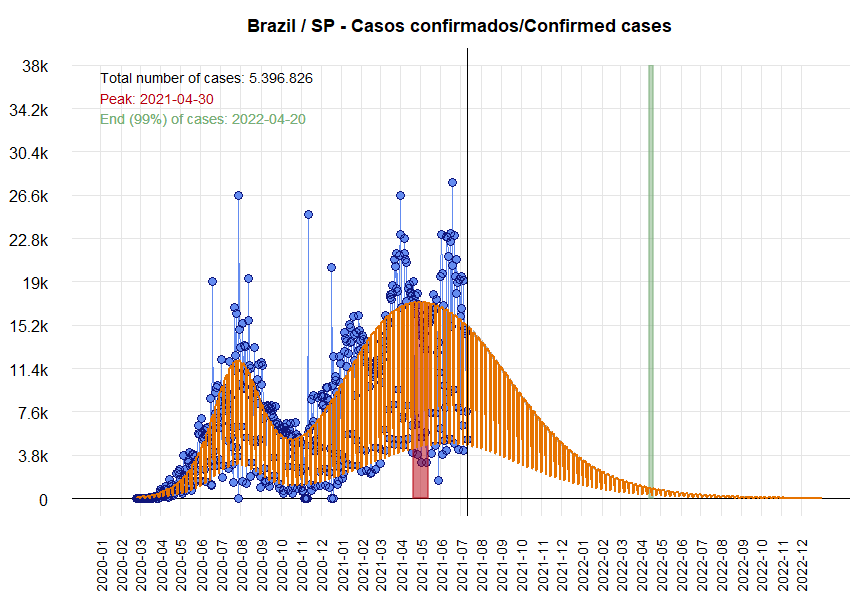 Brazil / SP - Casos confirmados/Confirmed cases
Total number of cases: 5.396.826
Peak: 2021-04-30
End (99%) of cases: 2022-04-20
38k
34.2k
30.4k
26.6k
22.8k
19k
15.2k
11.4k
7.6k
3.8k
0
2020-01
2020-02
2020-03
2020-04
2020-05
2020-06
2020-07
2020-08
2020-09
2020-10
2020-11
2020-12
2021-01
2021-02
2021-03
2021-04
2021-05
2021-06
2021-07
2021-08
2021-09
2021-10
2021-11
2021-12
2022-01
2022-02
2022-03
2022-04
2022-05
2022-06
2022-07
2022-08
2022-09
2022-10
2022-11
2022-12